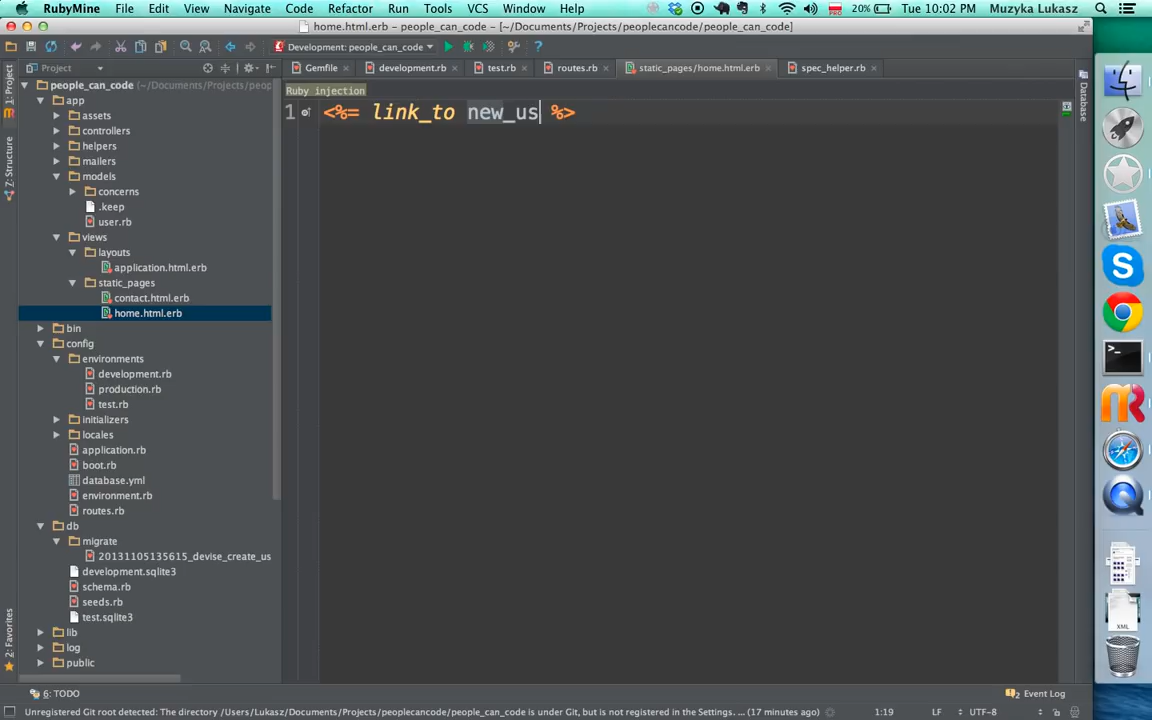 RubyMine File Edit View Navigate Code Refactor Run Tools VCS Window Help 20% Tue 10:02 PM Muzyka Lukasz
home.html.erb - people_can_code - [~/Documents/Projects/peoplecancode/people_can_code]
Development: people_can_code
Project
Gemfile development.rb test.rb routes.rb static_pages/home.html.erb spec_helper.rb
1: Project
Z: Structure
2: Favorites
Database
people_can_code (~/Documents/Projects/peop
app
assets
controllers
helpers
mailers
models
concerns
.keep
user.rb
views
layouts
application.html.erb
static_pages
contact.html.erb
home.html.erb
bin
config
environments
development.rb
production.rb
test.rb
initializers
locales
application.rb
boot.rb
database.yml
environment.rb
routes.rb
db
migrate
20131105135615_devise_create_us
development.sqlite3
schema.rb
seeds.rb
test.sqlite3
lib
log
public
Ruby injection
1 <%= link_to new_us %>
XML
6: TODO
2 Event Log
Unregistered Git root detected: The directory /Users/Lukasz/Documents/Projects/peoplecancode/people_can_code is under Git, but is not registered in the Settings. ... (17 minutes ago) 1:19 LF UTF-8